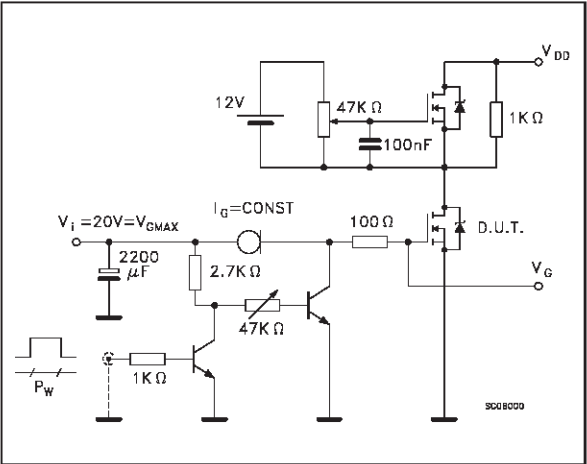 V_DD
12V
47KΩ
1KΩ
100nF
I_G=CONST
V_i =20V=V_GMAX
100Ω
D.U.T.
2200
μF
2.7KΩ
V_G
47KΩ
1KΩ
P_W
SC08000